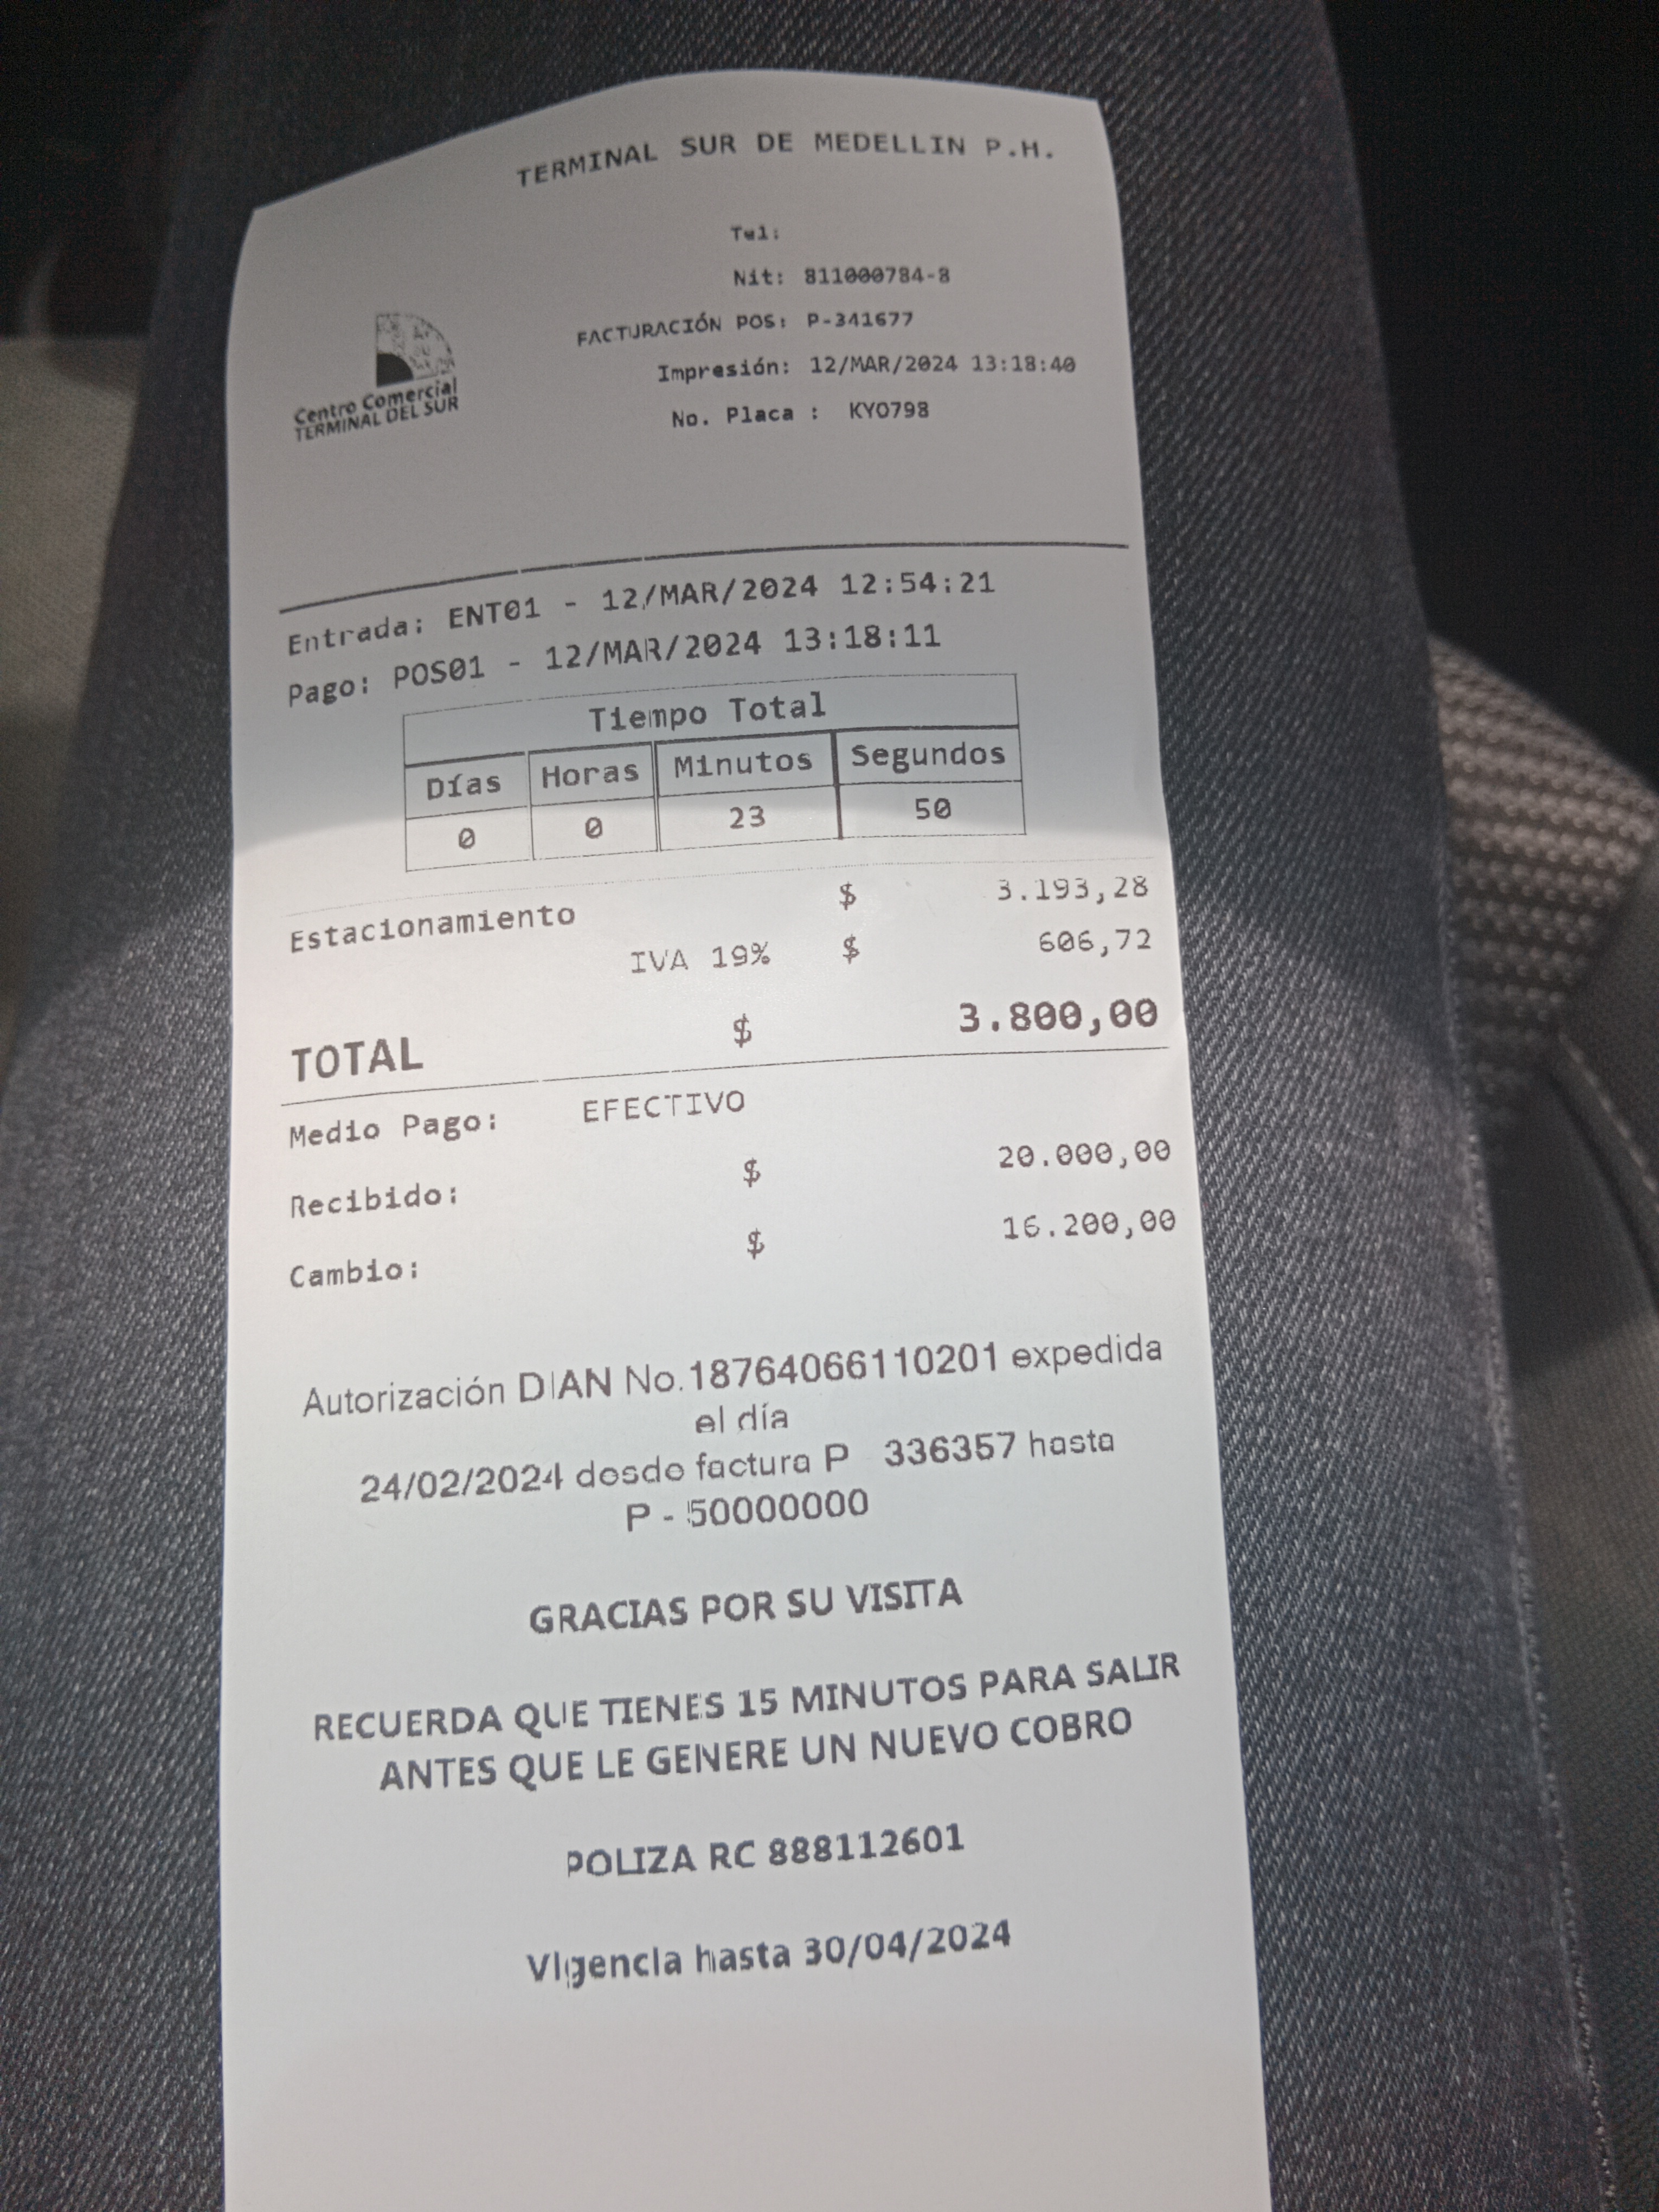 TERMINAL SUR DE MEDELLIN P.H.
Tel:
Nit: 811000784-8
FACTURACIÓN POS: P-341677
Impresión: 12/MAR/2024 13:18:40
No. Placa : KYO798
Centro Comercial
TERMINAL DEL SUR
Entrada: ENT01 - 12/MAR/2024 12:54:21
Pago: POS01 - 12/MAR/2024 13:18:11
Tiempo Total
Días Horas Minutos Segundos
0 0 23 50
Estacionamiento $ 3.193,28
IVA 19% $ 606,72
TOTAL $ 3.800,00
Medio Pago: EFECTIVO
Recibido: $ 20.000,00
Cambio: $ 16.200,00
Autorización DIAN No.18764066110201 expedida
el día
24/02/2024 desde factura P 336357 hasta
P - 50000000
GRACIAS POR SU VISITA
RECUERDA QUE TIENES 15 MINUTOS PARA SALIR
ANTES QUE LE GENERE UN NUEVO COBRO
POLIZA RC 888112601
Vigencia hasta 30/04/2024